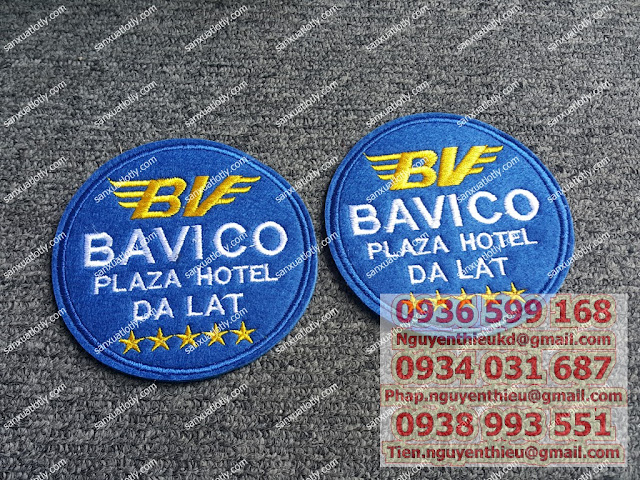 BV
BAVICO
PLAZA HOTEL
DA LAT
BV
BAVICO
PLAZA HOTEL
DA LAT
0936 599 168
Nguyenthieukd@gmail.com
0934 031 687
Phap.nguyenthieu@gmail.com
0938 993 551
Tien.nguyenthieu@gmail.com
sanxuatlotly.com